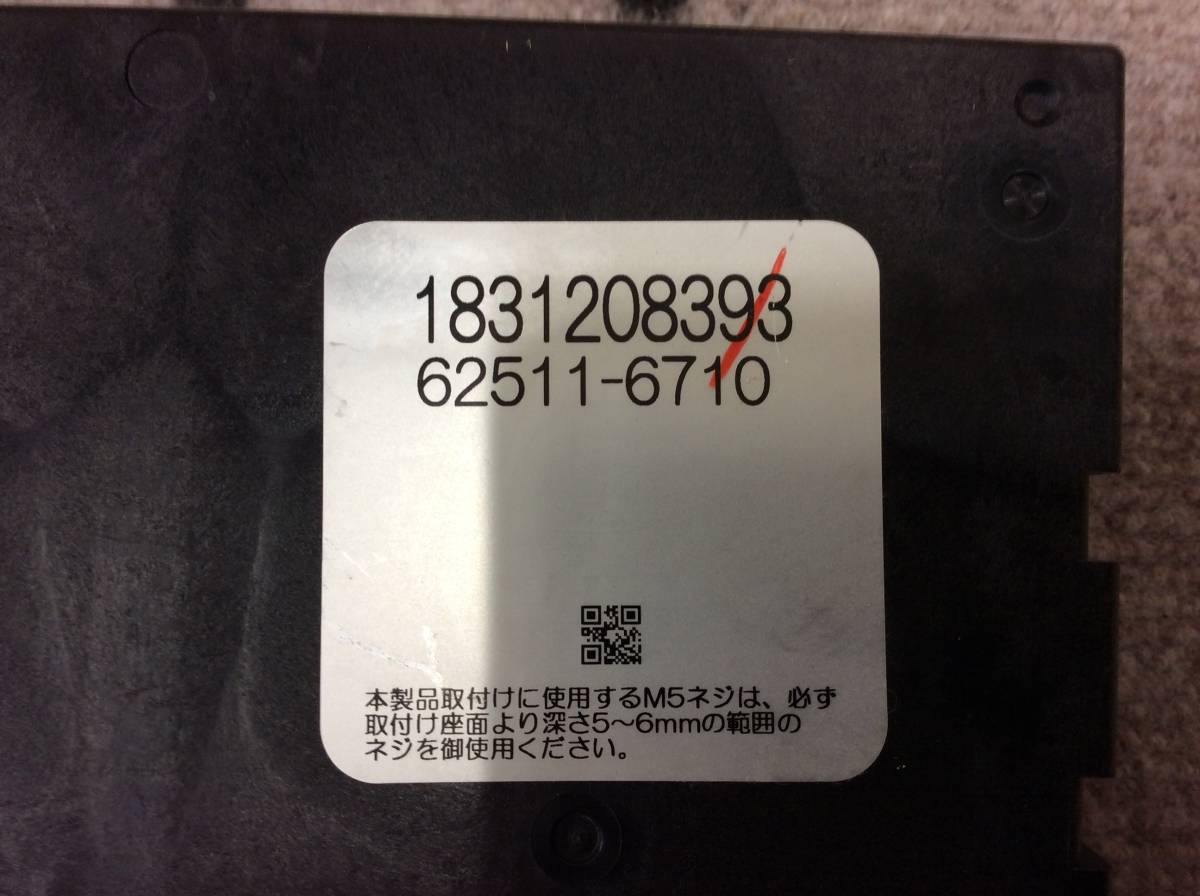 1831208393
62511-6710
本製品取付けに使用するM5ネジは、必ず
取付け座面より深さ5〜6mmの範囲の
ネジを御使用ください。